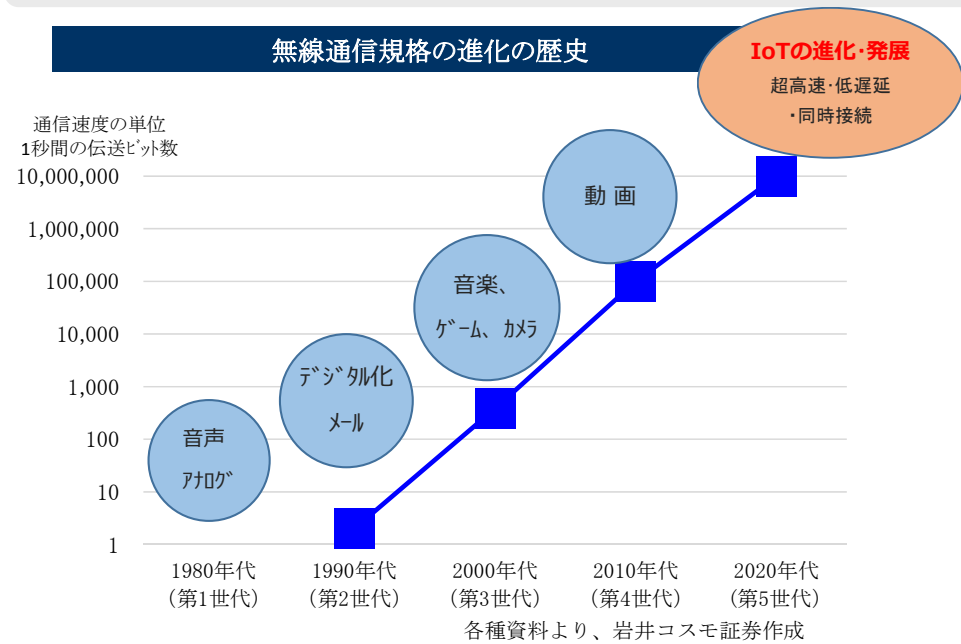 無線通信規格の進化の歴史
IoTの進化・発展
超高速・低遅延
・同時接続
通信速度の単位
1秒間の伝送ﾋﾞｯﾄ数
10,000,000
1,000,000
100,000
10,000
1,000
100
10
1
音声
ｱﾅﾛｸﾞ
ﾃﾞｼﾞﾀﾙ化
ﾒｰﾙ
音楽、
ｹﾞｰﾑ、ｶﾒﾗ
動 画
1980年代
(第1世代)
1990年代
(第2世代)
2000年代
(第3世代)
2010年代
(第4世代)
2020年代
(第5世代)
各種資料より、岩井コスモ証券作成